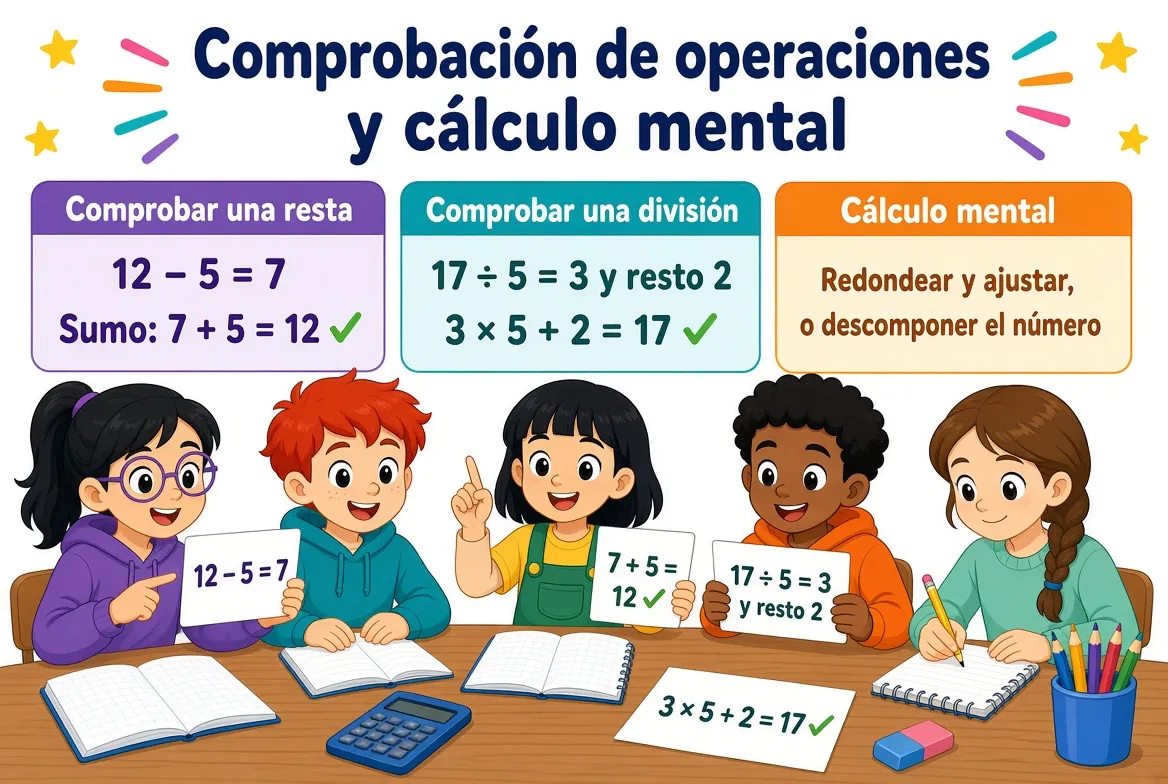 Comprobación de operaciones
y cálculo mental
Comprobar una resta
12 – 5 = 7
Sumo: 7 + 5 = 12 ✓
Comprobar una división
17 ÷ 5 = 3 y resto 2
3 × 5 + 2 = 17 ✓
Cálculo mental
Redondear y ajustar,
o descomponer el número
12 – 5 = 7
7 + 5 =
12 ✓
17 ÷ 5 = 3
y resto 2
3 × 5 + 2 = 17 ✓